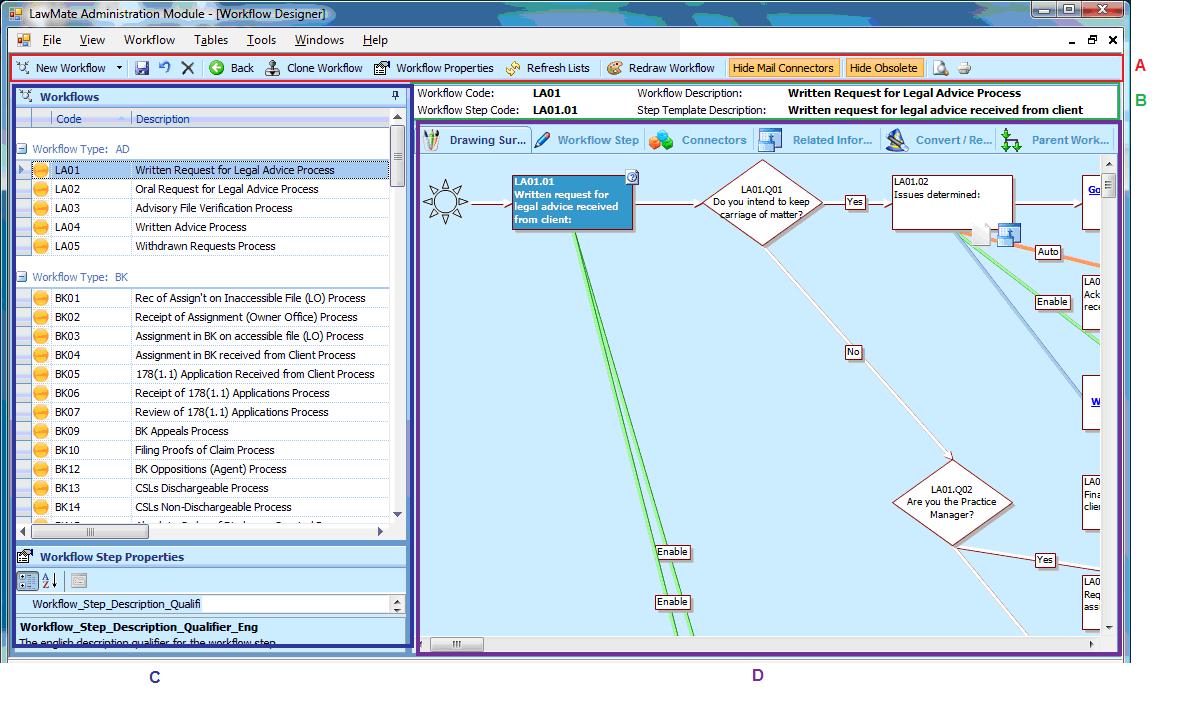 LawMate Administration Module - [Workflow Designer]
File View Workflow Tables Tools Windows Help
New Workflow Back Clone Workflow Workflow Properties Refresh Lists Redraw Workflow Hide Mail Connectors Hide Obsolete
A
Workflows
Code Description
Workflow Type: AD
LA01 Written Request for Legal Advice Process
LA02 Oral Request for Legal Advice Process
LA03 Advisory File Verification Process
LA04 Written Advice Process
LA05 Withdrawn Requests Process
Workflow Type: BK
BK01 Rec of Assign't on Inaccessible File (LO) Process
BK02 Receipt of Assignment (Owner Office) Process
BK03 Assignment in BK on accessible file (LO) Process
BK04 Assignment in BK received from Client Process
BK05 178(1.1) Application Received from Client Process
BK06 Receipt of 178(1.1) Applications Process
BK07 Review of 178(1.1) Applications Process
BK09 BK Appeals Process
BK10 Filing Proofs of Claim Process
BK12 BK Oppositions (Agent) Process
BK13 CSLs Dischargeable Process
BK14 CSLs Non-Dischargeable Process
Workflow Step Properties
Workflow_Step_Description_Qualifi
Workflow_Step_Description_Qualifier_Eng
The english description qualifier for the workflow step
C
Workflow Code: LA01 Workflow Description: Written Request for Legal Advice Process
Workflow Step Code: LA01.01 Step Template Description: Written request for legal advice received from client
B
Drawing Sur... Workflow Step Connectors Related Infor... Convert / Re... Parent Work...
LA01.01
Written request for
legal advice received
from client:
LA01.Q01
Do you intend to keep
carriage of matter?
Yes
LA01.02
Issues determined:
Go
Auto
Enable
LA0
Ack
rece
No
W
LA01.Q02
Are you the Practice
Manager?
LA0
Fina
clier
Enable
Yes
Enable
LA0
Req
assu
D